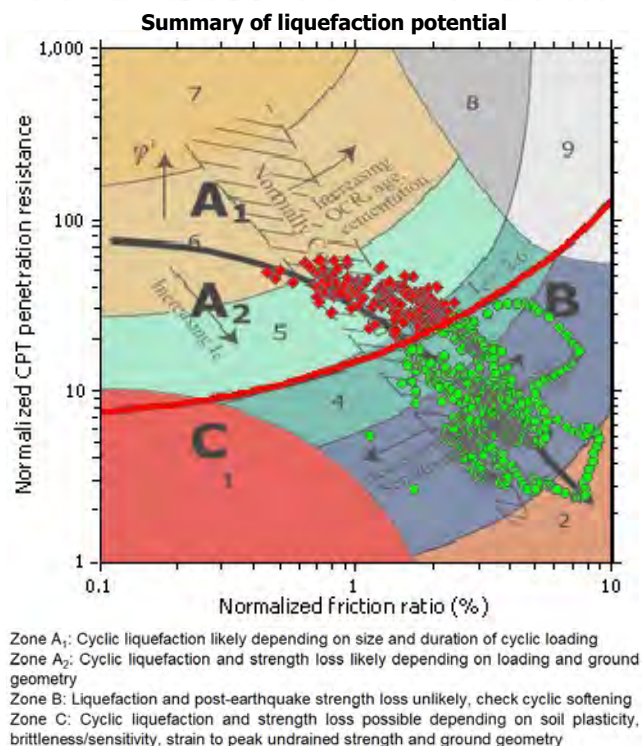 Summary of liquefaction potential
1,000
7
8
9
φ'
A1
Normally
Increasing
OCR, age
cementation
100
6
A2
Increasing Ic
5
B
10
4
C
1
2
1
0.1
1
10
Normalized CPT penetration resistance
Normalized friction ratio (%)
Zone A1: Cyclic liquefaction likely depending on size and duration of cyclic loading
Zone A2: Cyclic liquefaction and strength loss likely depending on loading and ground
geometry
Zone B: Liquefaction and post-earthquake strength loss unlikely, check cyclic softening
Zone C: Cyclic liquefaction and strength loss possible depending on soil plasticity,
brittleness/sensitivity, strain to peak undrained strength and ground geometry